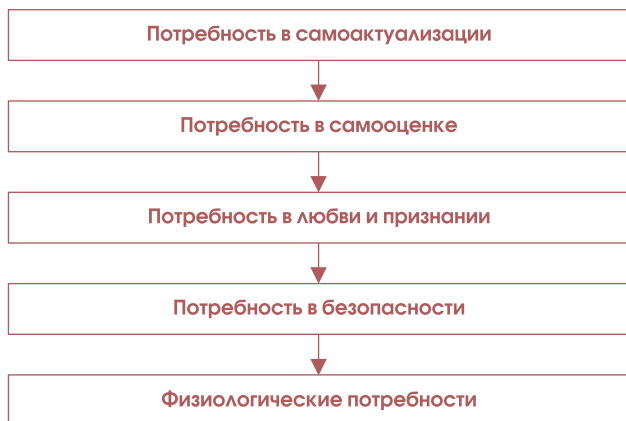 Потребность в самоактуализации
Потребность в самооценке
Потребность в любви и признании
Потребность в безопасности
Физиологические потребности